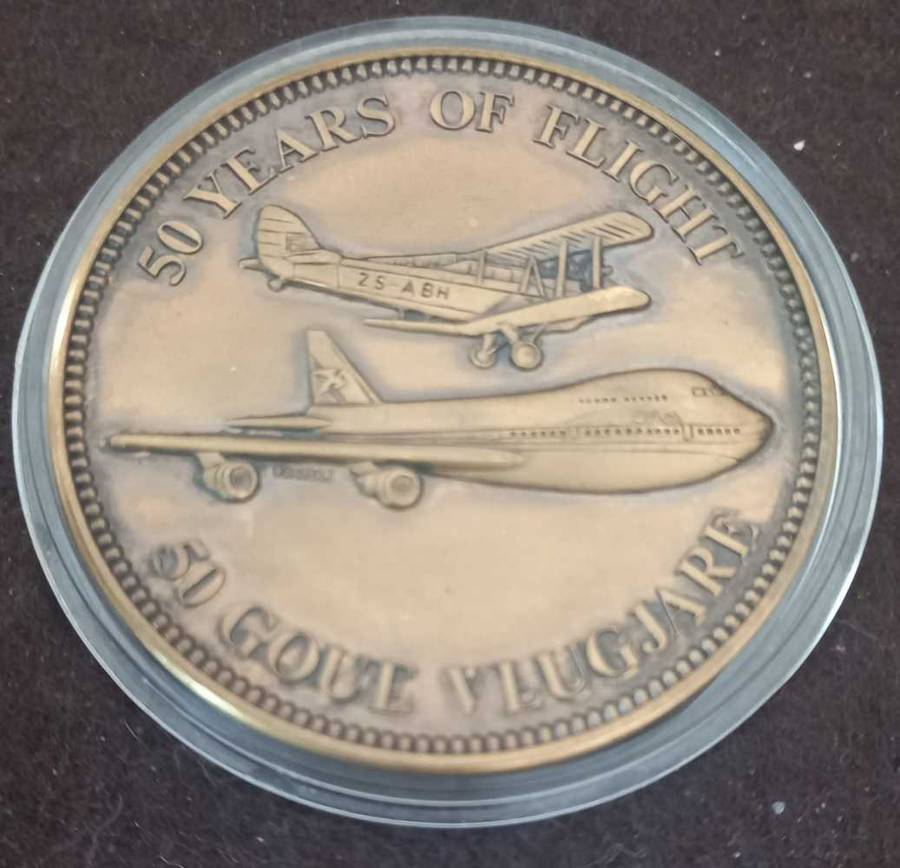 50 YEARS OF FLIGHT
ZS-ABH
50 GOUE VLUGJARE